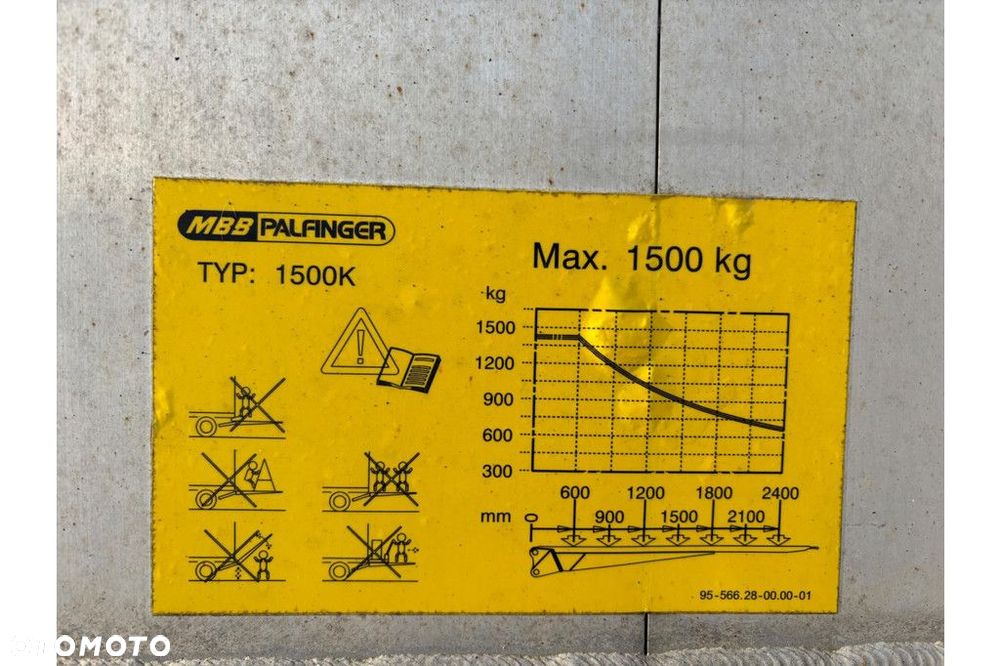 MBB PALFINGER
TYP: 1500K
Max. 1500 kg
kg
1500
1200
900
600
300
600 1200 1800 2400
mm 0 900 1500 2100
95-566.28-00.00-01
OTOMOTO